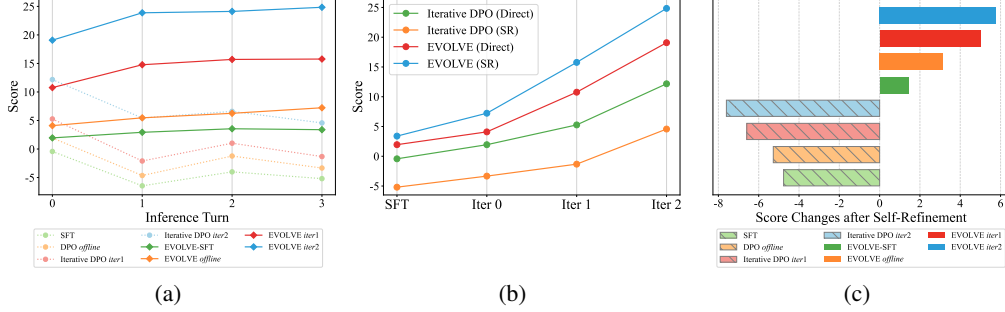 25
20
15
10
5
0
-5
Score
0
1
2
3
Inference Turn
SFT
DPO offline
Iterative DPO iter1
Iterative DPO iter2
EVOLVE-SFT
EVOLVE offline
EVOLVE iter1
EVOLVE iter2
(a)
25
20
15
10
5
0
-5
Score
Iterative DPO (Direct)
Iterative DPO (SR)
EVOLVE (Direct)
EVOLVE (SR)
SFT
Iter 0
Iter 1
Iter 2
(b)
-8
-6
-4
-2
0
2
4
6
Score Changes after Self-Refinement
SFT
DPO offline
Iterative DPO iter1
Iterative DPO iter2
EVOLVE-SFT
EVOLVE offline
EVOLVE iter1
EVOLVE iter2
(c)